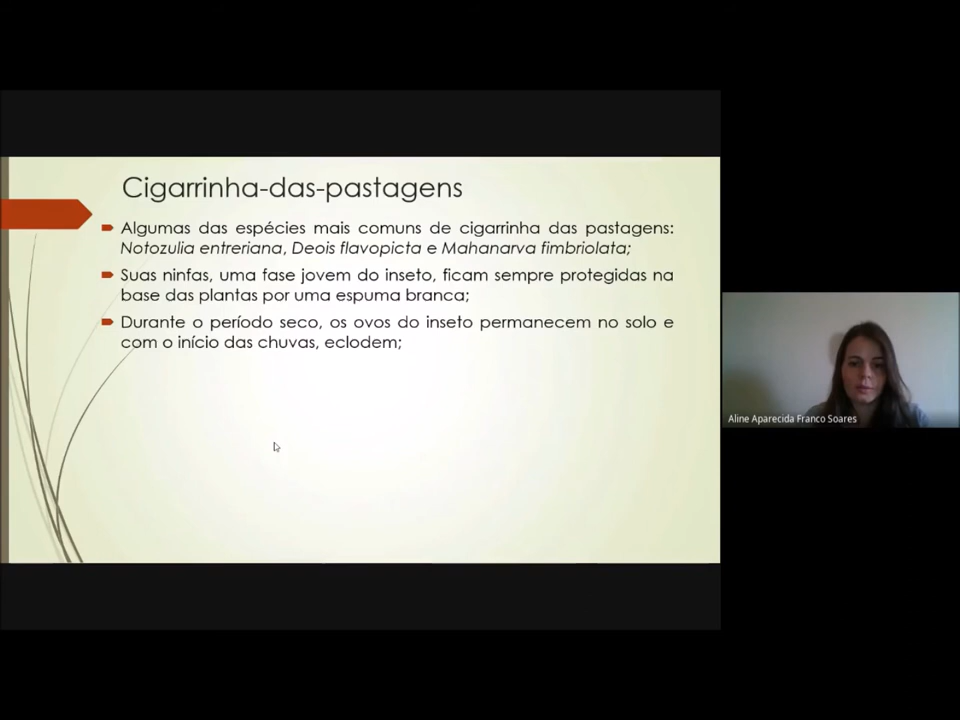 Cigarrinha-das-pastagens
Algumas das espécies mais comuns de cigarrinha das pastagens:
Notozulia entreriana, Deois flavopicta e Mahanarva fimbriolata;
Suas ninfas, uma fase jovem do inseto, ficam sempre protegidas na
base das plantas por uma espuma branca;
Durante o período seco, os ovos do inseto permanecem no solo e
com o início das chuvas, eclodem;
Aline Aparecida Franco Soares